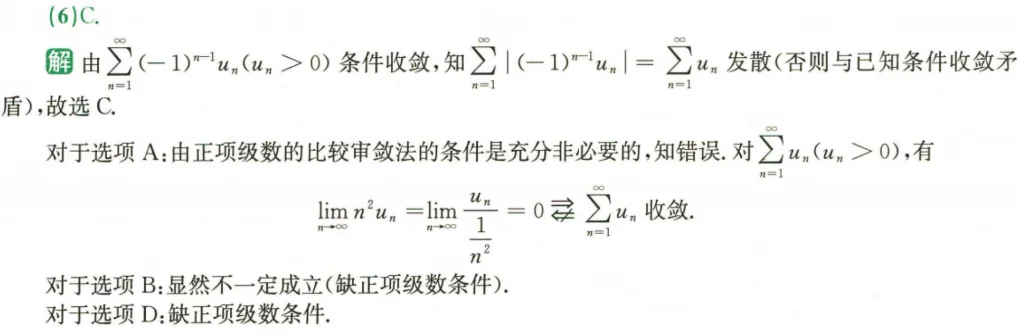 (6)C.
解 由 $\sum_{n=1}^{\infty}(-1)^{n-1}u_n(u_n>0)$ 条件收敛,知 $\sum_{n=1}^{\infty}|(-1)^{n-1}u_n|=\sum_{n=1}^{\infty}u_n$ 发散(否则与已知条件收敛矛
盾),故选 C.
对于选项 A:由正项级数的比较审敛法的条件是充分非必要的,知错误. 对 $\sum_{n=1}^{\infty}u_n(u_n>0)$,有
$\lim_{n\to\infty}n^2u_n=\lim_{n\to\infty}\frac{u_n}{\frac{1}{n^2}}=0\underset{\nLeftarrow}{\Rightarrow}\sum_{n=1}^{\infty}u_n$ 收敛.
对于选项 B:显然不一定成立(缺正项级数条件).
对于选项 D:缺正项级数条件.